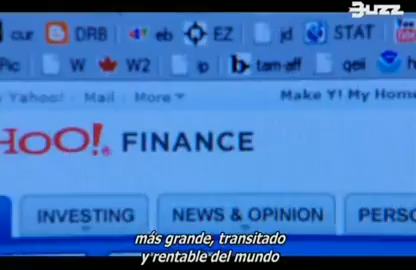 Buzz
cur DRB eb EZ jd STAT You
Pic W W2 ip tam-aff qeii h
Yahoo! Mail More Make Y! My Home
HOO! FINANCE
INVESTING NEWS & OPINION PERSO
más grande, transitado
y rentable del mundo